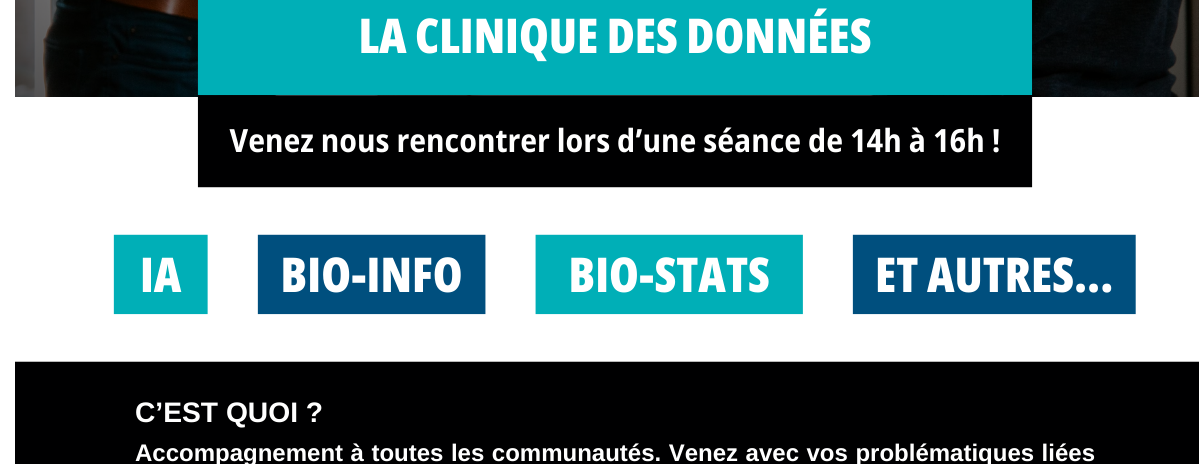 LA CLINIQUE DES DONNÉES
Venez nous rencontrer lors d’une séance de 14h à 16h !
IA BIO-INFO BIO-STATS ET AUTRES...
C’EST QUOI ?
Accompagnement à toutes les communautés. Venez avec vos problématiques liées